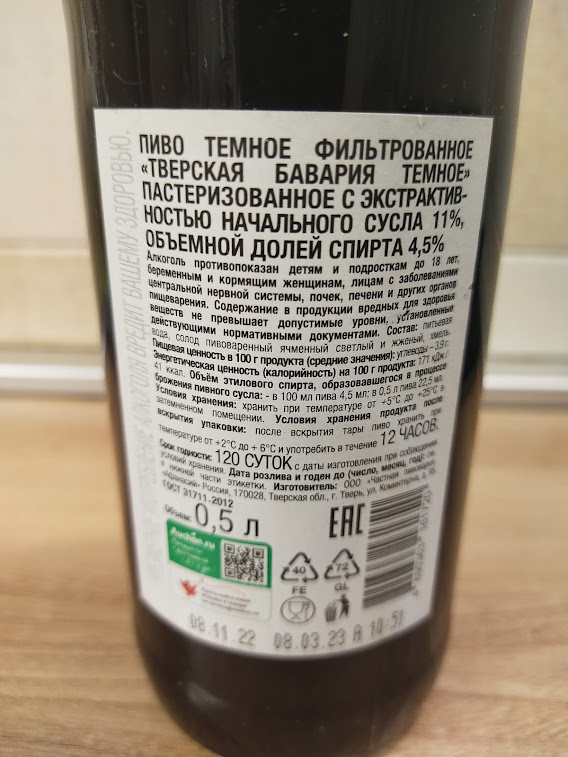 ПИВО ТЕМНОЕ ФИЛЬТРОВАННОЕ
«ТВЕРСКАЯ БАВАРИЯ ТЕМНОЕ»
ПАСТЕРИЗОВАННОЕ С ЭКСТРАКТИВ-
НОСТЬЮ НАЧАЛЬНОГО СУСЛА 11%,
ОБЪЕМНОЙ ДОЛЕЙ СПИРТА 4,5%
Алкоголь противопоказан детям и подросткам до 18 лет,
беременным и кормящим женщинам, лицам с заболеваниями
центральной нервной системы, почек, печени и других органов
пищеварения. Содержание в продукции вредных для здоровья
веществ не превышает допустимые уровни, установленные
действующими нормативными документами. Состав: питьевая
вода, солод пивоваренный ячменный светлый и жженый, хмель.
Пищевая ценность в 100 г продукта (средние значения): углеводы – 3,9 г.
Энергетическая ценность (калорийность) на 100 г продукта: 171 кДж /
41 ккал. Объём этилового спирта, образовавшегося в процессе
брожения пивного сусла: - в 100 мл пива 4,5 мл; в 0,5 л пива 22,5 мл.
Условия хранения: хранить при температуре от +5°С до +25°С в
затемненном помещении. Условия хранения продукта после
вскрытия упаковки: после вскрытия тары пиво хранить при
температуре от +2°С до + 6°С и употребить в течение 12 ЧАСОВ.
Срок годности: 120 СУТОК с даты изготовления при соблюдении
условий хранения. Дата розлива и годен до (число, месяц, год): см.
в нижней части этикетки. Изготовитель: ООО «Частная пивоварня
«Афанасий» Россия, 170028, Тверская обл., г. Тверь, ул. Коминтерна,
ГОСТ 31711-2012
Объем: 0,5 л
EAC
Auchan.ru
40
FE
72
GL
08.11.22 08.03.23 A 10:51
ВРЕДИТ ВАШЕМУ ЗДОРОВЬЮ.